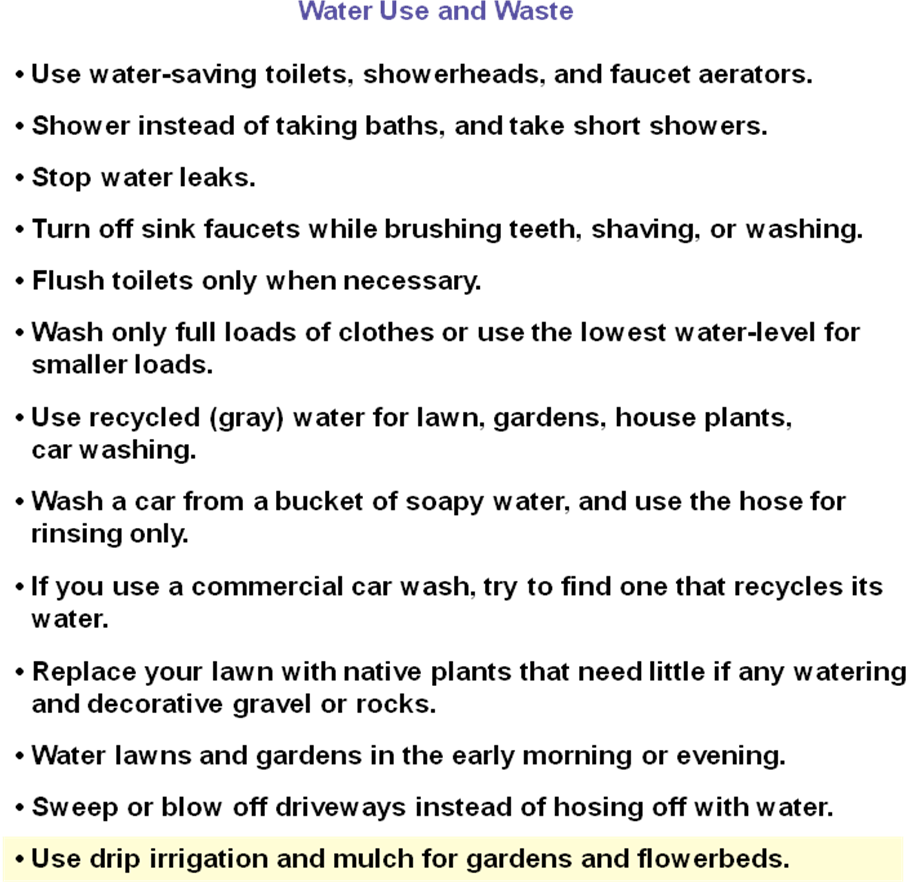 Water Use and Waste
• Use water-saving toilets, showerheads, and faucet aerators.
• Shower instead of taking baths, and take short showers.
• Stop water leaks.
• Turn off sink faucets while brushing teeth, shaving, or washing.
• Flush toilets only when necessary.
• Wash only full loads of clothes or use the lowest water-level for
smaller loads.
• Use recycled (gray) water for lawn, gardens, house plants,
car washing.
• Wash a car from a bucket of soapy water, and use the hose for
rinsing only.
• If you use a commercial car wash, try to find one that recycles its
water.
• Replace your lawn with native plants that need little if any watering
and decorative gravel or rocks.
• Water lawns and gardens in the early morning or evening.
• Sweep or blow off driveways instead of hosing off with water.
• Use drip irrigation and mulch for gardens and flowerbeds.